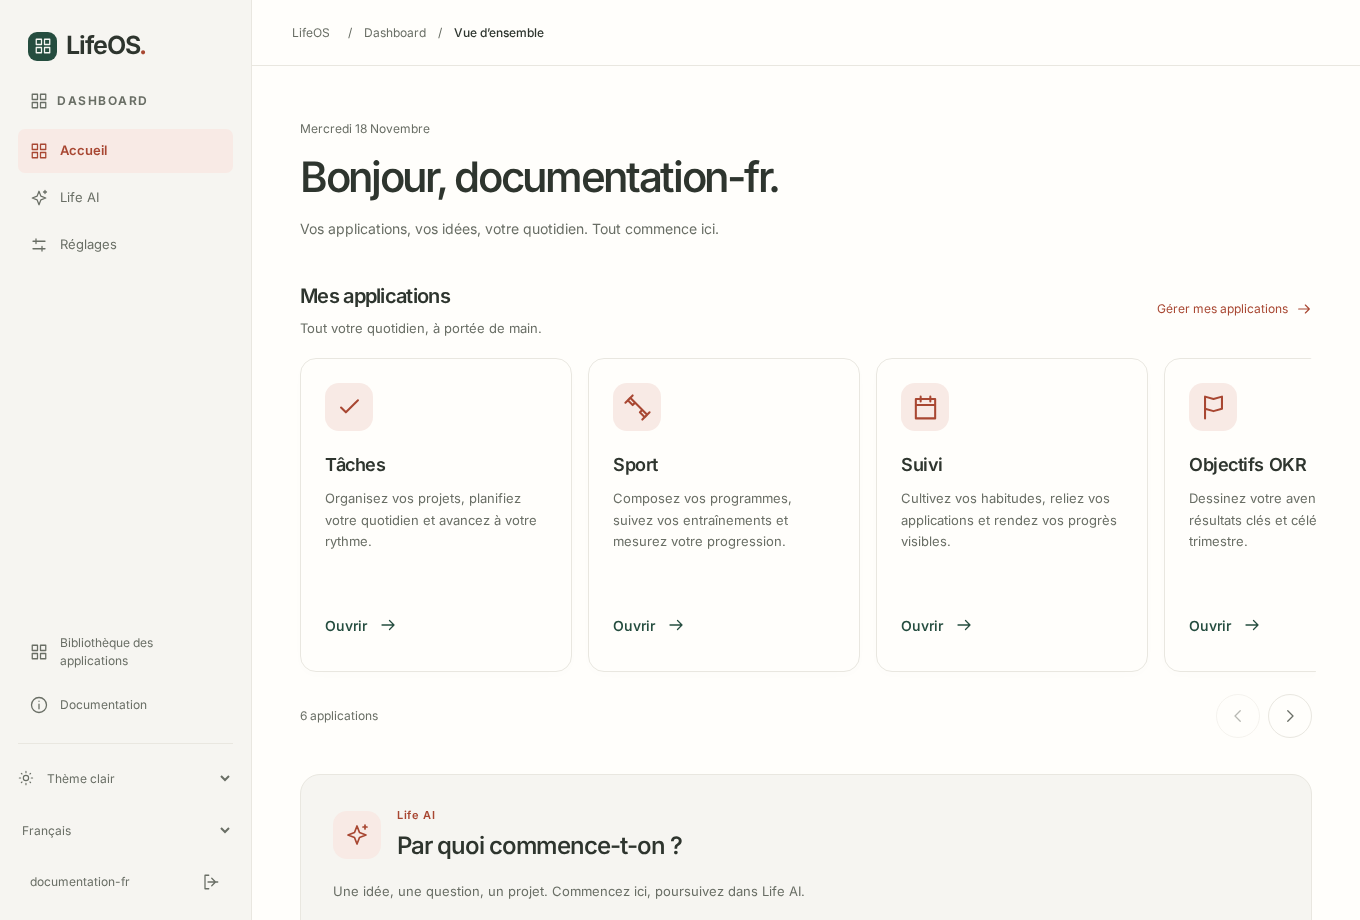 LifeOS.
DASHBOARD
Accueil
Life AI
Réglages
Bibliothèque des
applications
Documentation
Thème clair
Français
documentation-fr
LifeOS / Dashboard / Vue d'ensemble
Mercredi 18 Novembre
Bonjour, documentation-fr.
Vos applications, vos idées, votre quotidien. Tout commence ici.
Mes applications
Tout votre quotidien, à portée de main.
Gérer mes applications
Tâches
Organisez vos projets, planifiez
votre quotidien et avancez à votre
rythme.
Ouvrir
Sport
Composez vos programmes,
suivez vos entraînements et
mesurez votre progression.
Ouvrir
Suivi
Cultivez vos habitudes, reliez vos
applications et rendez vos progrès
visibles.
Ouvrir
Objectifs OKR
Dessinez votre aven
résultats clés et célé
trimestre.
Ouvrir
6 applications
Life AI
Par quoi commence-t-on ?
Une idée, une question, un projet. Commencez ici, poursuivez dans Life AI.